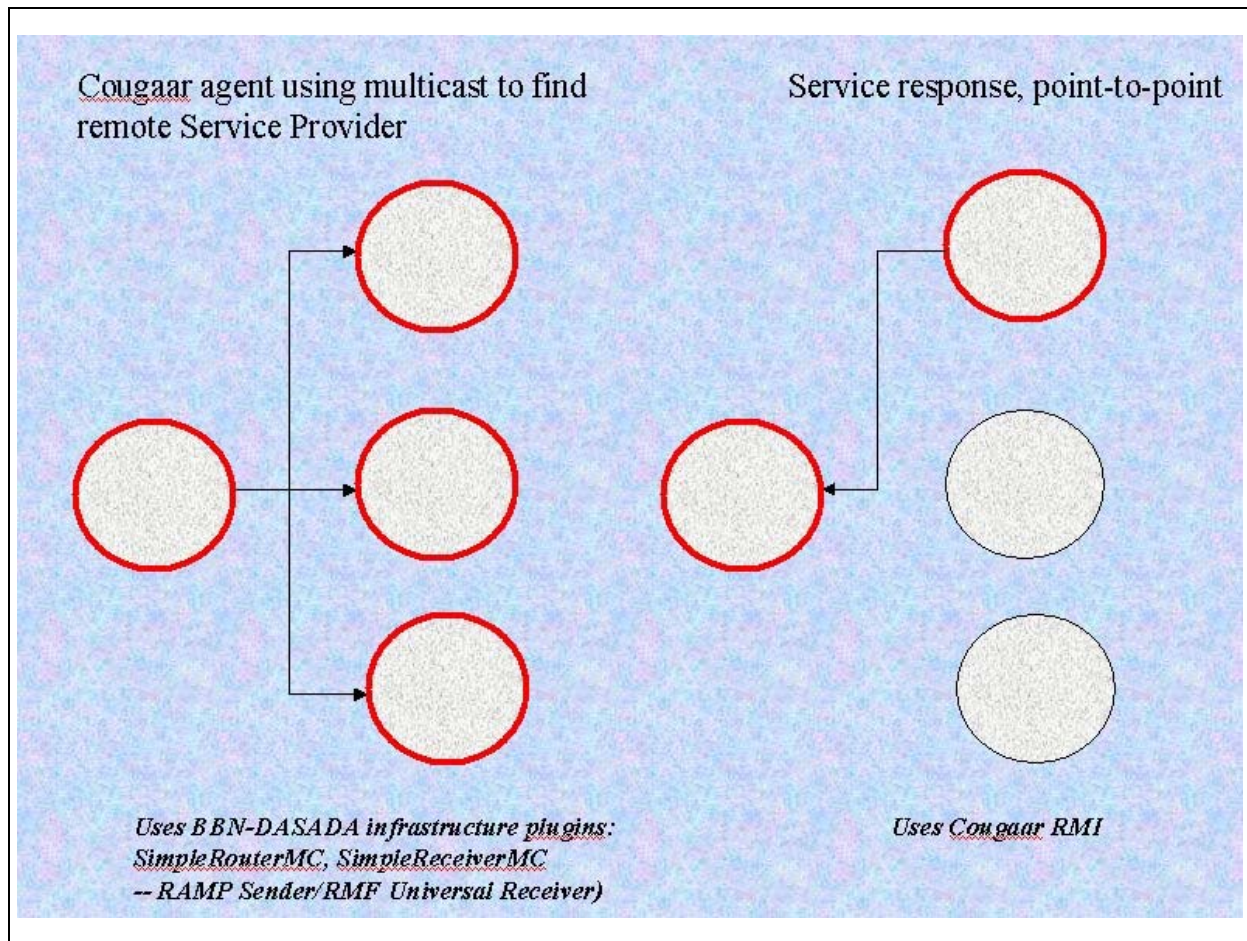 Cougaar agent using multicast to find
remote Service Provider
Service response, point-to-point
Uses BBN-DASADA infrastructure plugins:
SimpleRouterMC, SimpleReceiverMC
-- RAMP Sender/RMF Universal Receiver)
Uses Cougaar RMI